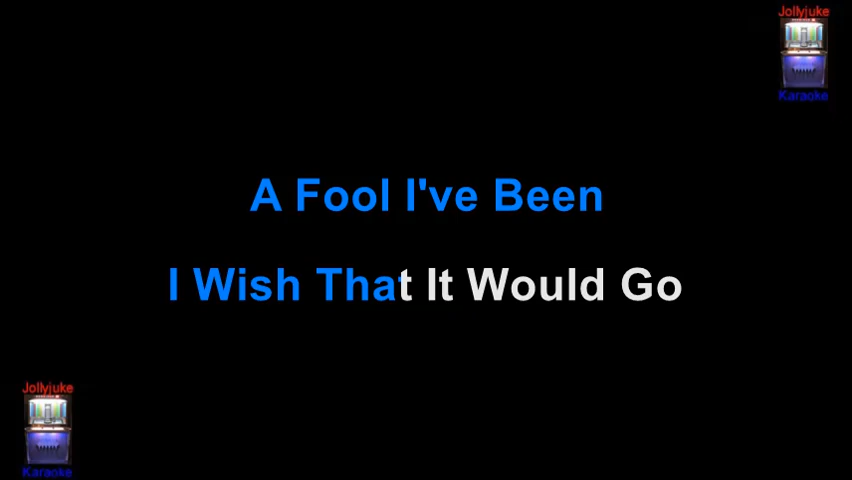 Jollyjuke
Karaoke
A Fool I've Been
I Wish That It Would Go
Jollyjuke
Karaoke